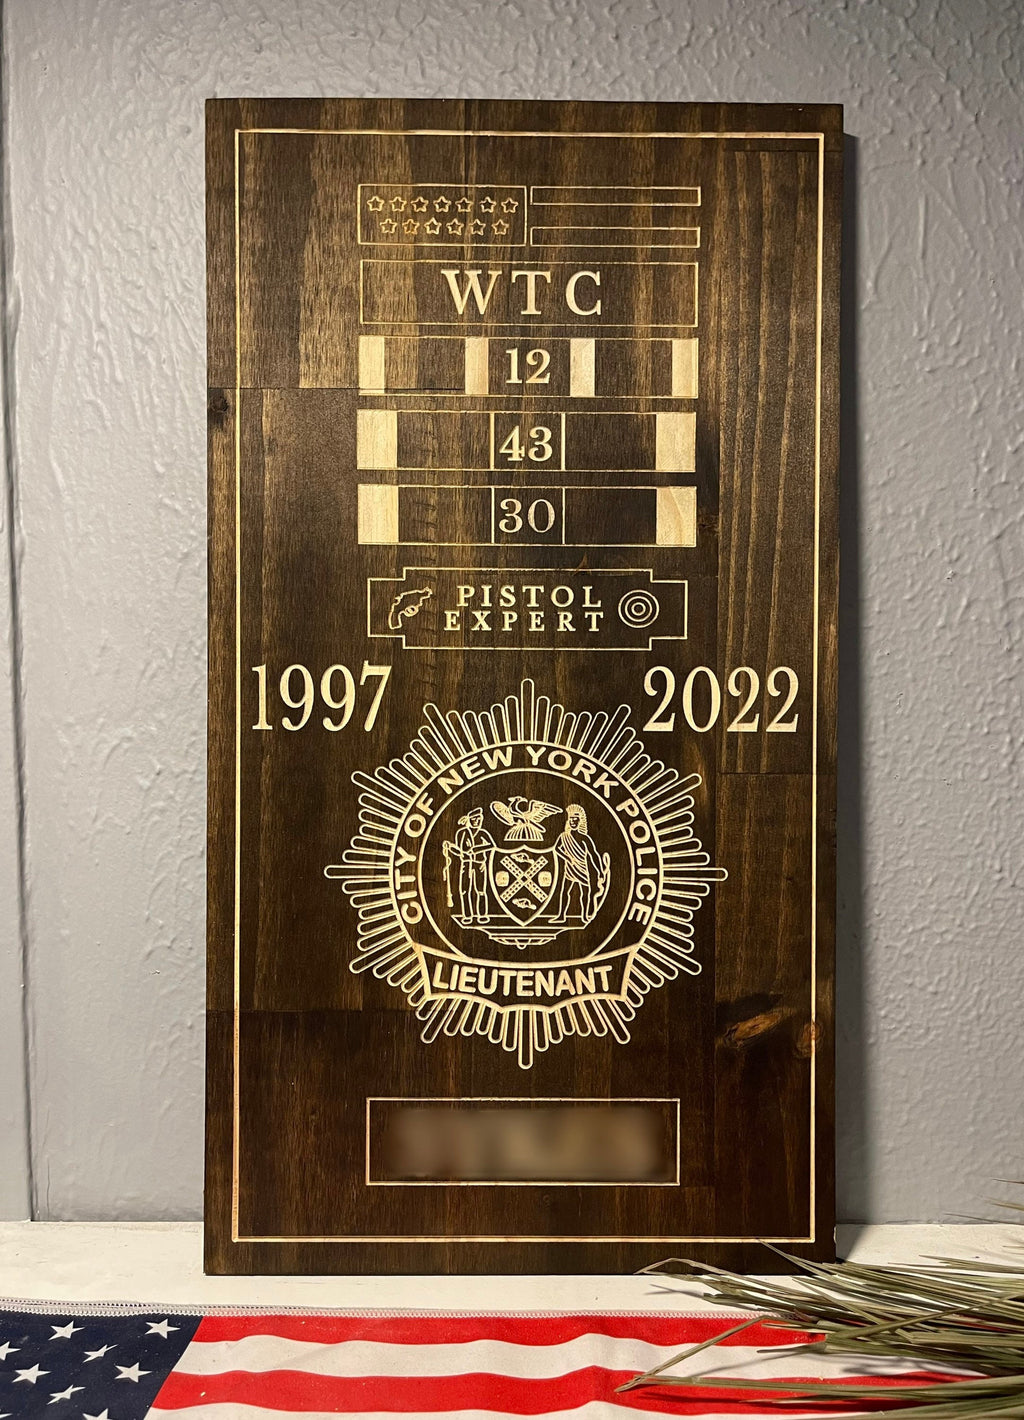 WTC
12
43
30
PISTOL
EXPERT
1997 2022
CITY OF NEW YORK POLICE
LIEUTENANT